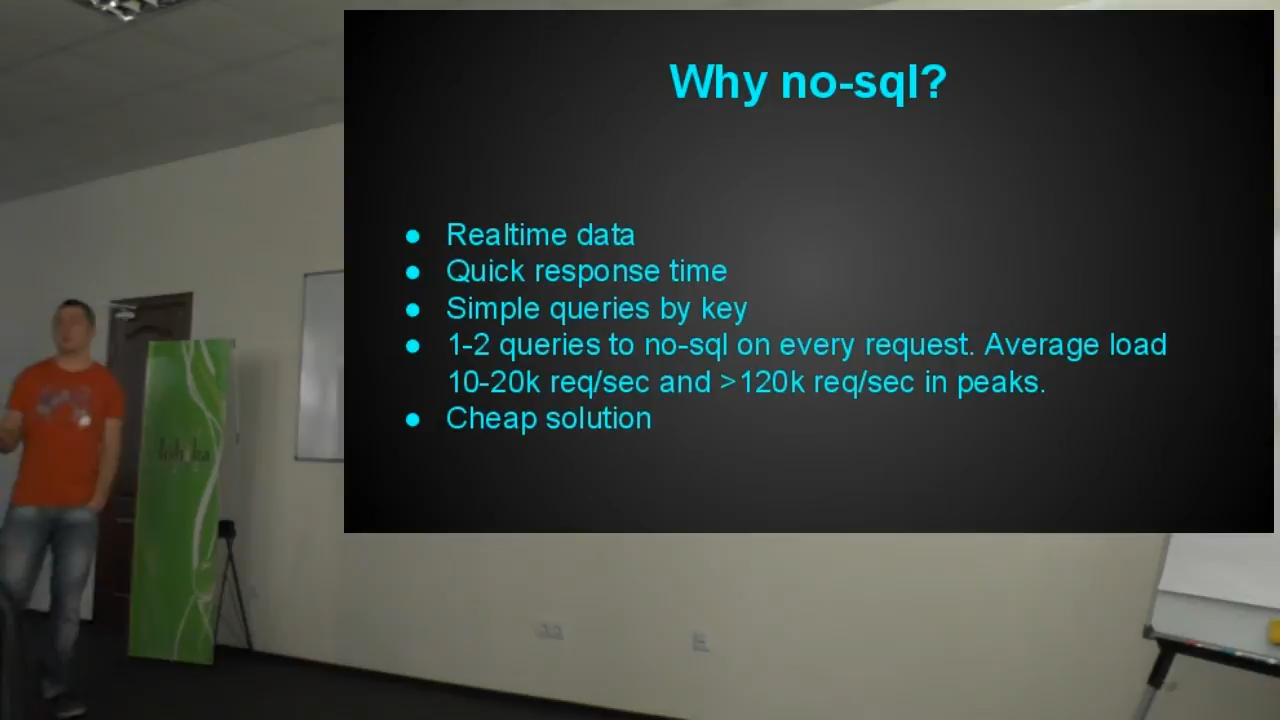 Why no-sql?
● Realtime data
● Quick response time
● Simple queries by key
● 1-2 queries to no-sql on every request. Average load
10-20k req/sec and >120k req/sec in peaks.
● Cheap solution